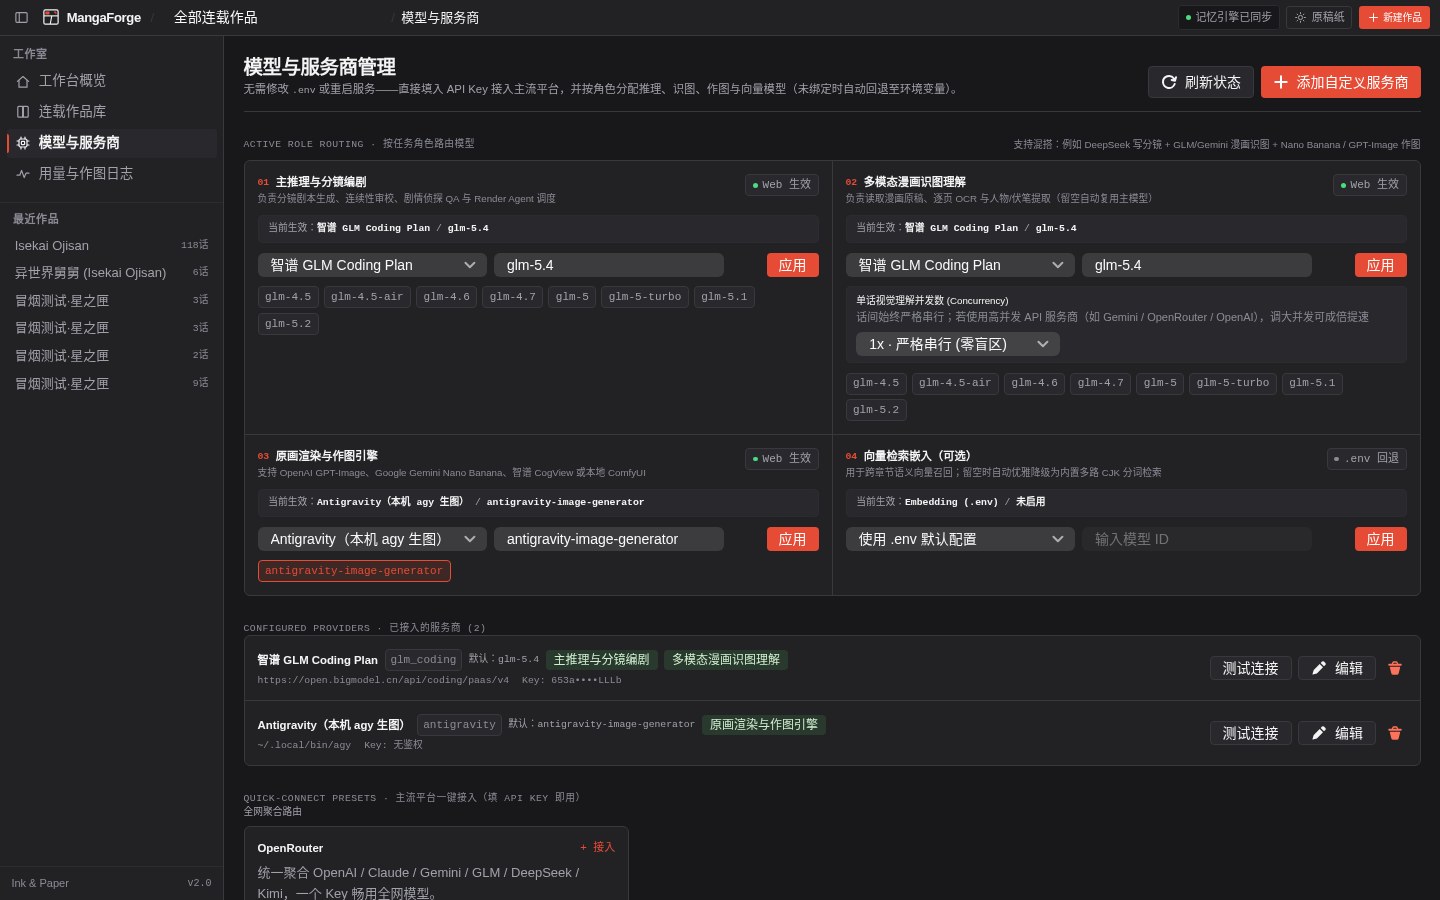 MangaForge / 全部连载作品 / 模型与服务商
记忆引擎已同步 原稿纸 + 新建作品
工作室
工作台概览
连载作品库
模型与服务商
用量与作图日志
最近作品
Isekai Ojisan 118话
异世界舅舅 (Isekai Ojisan) 6话
冒烟测试·星之匣 3话
冒烟测试·星之匣 3话
冒烟测试·星之匣 2话
冒烟测试·星之匣 9话
Ink & Paper v2.0
模型与服务商管理
无需修改 .env 或重启服务——直接填入 API Key 接入主流平台，并按角色分配推理、识图、作图与向量模型（未绑定时自动回退至环境变量）。
刷新状态 + 添加自定义服务商
ACTIVE ROLE ROUTING · 按任务角色路由模型
支持混搭：例如 DeepSeek 写分镜 + GLM/Gemini 漫画识图 + Nano Banana / GPT-Image 作图
01 主推理与分镜编剧 Web 生效
负责分镜剧本生成、连续性审校、剧情侦探 QA 与 Render Agent 调度
当前生效：智谱 GLM Coding Plan / glm-5.4
智谱 GLM Coding Plan glm-5.4 应用
glm-4.5 glm-4.5-air glm-4.6 glm-4.7 glm-5 glm-5-turbo glm-5.1
glm-5.2
02 多模态漫画识图理解 Web 生效
负责读取漫画原稿、逐页 OCR 与人物/伏笔提取（留空自动复用主模型）
当前生效：智谱 GLM Coding Plan / glm-5.4
智谱 GLM Coding Plan glm-5.4 应用
单话视觉理解并发数 (Concurrency)
话间始终严格串行；若使用高并发 API 服务商（如 Gemini / OpenRouter / OpenAI），调大并发可成倍提速
1x · 严格串行 (零盲区)
glm-4.5 glm-4.5-air glm-4.6 glm-4.7 glm-5 glm-5-turbo glm-5.1
glm-5.2
03 原画渲染与作图引擎 Web 生效
支持 OpenAI GPT-Image、Google Gemini Nano Banana、智谱 CogView 或本地 ComfyUI
当前生效：Antigravity（本机 agy 生图） / antigravity-image-generator
Antigravity（本机 agy 生图） antigravity-image-generator 应用
antigravity-image-generator
04 向量检索嵌入（可选） .env 回退
用于跨章节语义向量召回；留空时自动优雅降级为内置多路 CJK 分词检索
当前生效：Embedding (.env) / 未启用
使用 .env 默认配置 输入模型 ID 应用
CONFIGURED PROVIDERS · 已接入的服务商 (2)
智谱 GLM Coding Plan glm_coding 默认：glm-5.4 主推理与分镜编剧 多模态漫画识图理解
https://open.bigmodel.cn/api/coding/paas/v4 Key: 653a••••LLLb
测试连接 编辑
Antigravity（本机 agy 生图） antigravity 默认：antigravity-image-generator 原画渲染与作图引擎
~/.local/bin/agy Key: 无鉴权
测试连接 编辑
QUICK-CONNECT PRESETS · 主流平台一键接入（填 API KEY 即用）
全网聚合路由
OpenRouter + 接入
统一聚合 OpenAI / Claude / Gemini / GLM / DeepSeek /
Kimi，一个 Key 畅用全网模型。